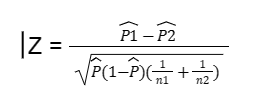 |Z = (P̂1 − P̂2) / √(P̂(1−P̂)(1/n1 + 1/n2))